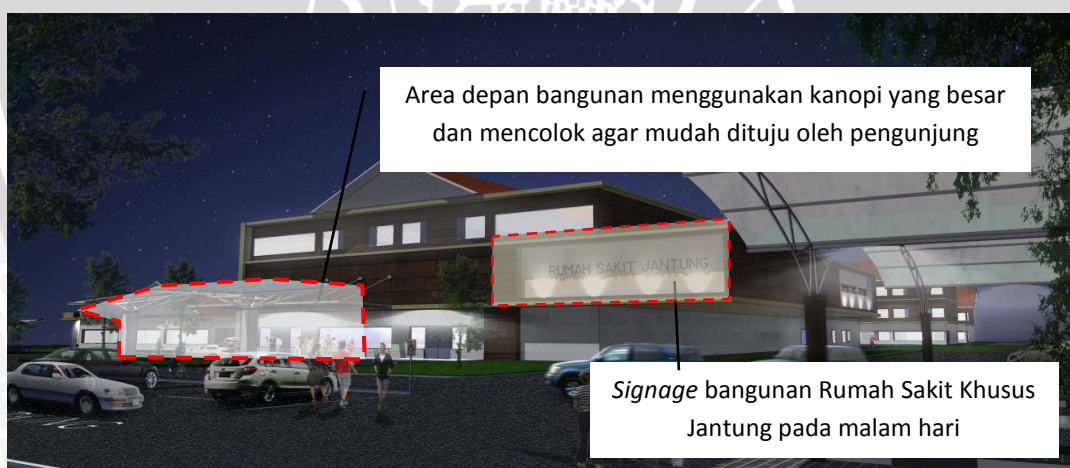 Area depan bangunan menggunakan kanopi yang besar
dan mencolok agar mudah dituju oleh pengunjung
RUMAH SAKIT JANTUNG
Signage bangunan Rumah Sakit Khusus
Jantung pada malam hari